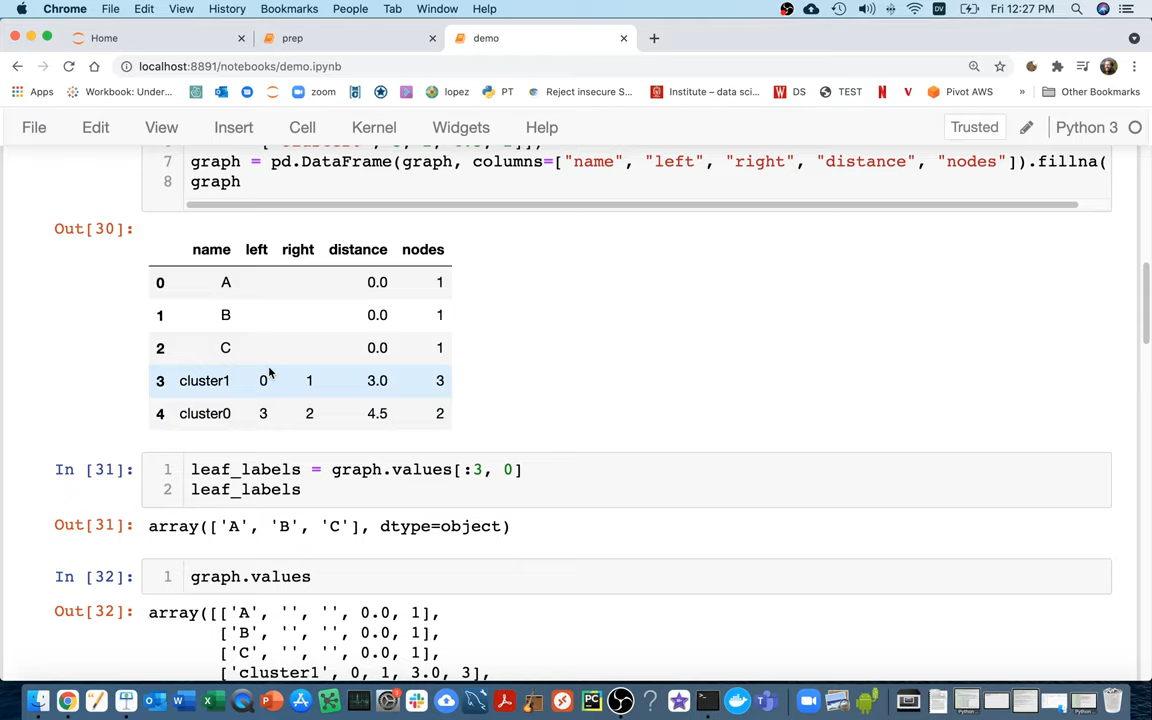 Chrome File Edit View History Bookmarks People Tab Window Help Fri 12:27 PM
Home prep demo
localhost:8891/notebooks/demo.ipynb
Apps Workbook: Under... zoom lopez PT Reject insecure S... Institute – data sci... DS TEST Pivot AWS » Other Bookmarks
File Edit View Insert Cell Kernel Widgets Help Trusted Python 3
7 graph = pd.DataFrame(graph, columns=["name", "left", "right", "distance", "nodes"]).fillna(
8 graph
Out[30]:
name left right distance nodes
0 A 0.0 1
1 B 0.0 1
2 C 0.0 1
3 cluster1 0 1 3.0 3
4 cluster0 3 2 4.5 2
In [31]: 1 leaf_labels = graph.values[:3, 0]
2 leaf_labels
Out[31]: array(['A', 'B', 'C'], dtype=object)
In [32]: 1 graph.values
Out[32]: array([['A', '', '', 0.0, 1],
['B', '', '', 0.0, 1],
['C', '', '', 0.0, 1],
['cluster1', 0, 1, 3.0, 3],